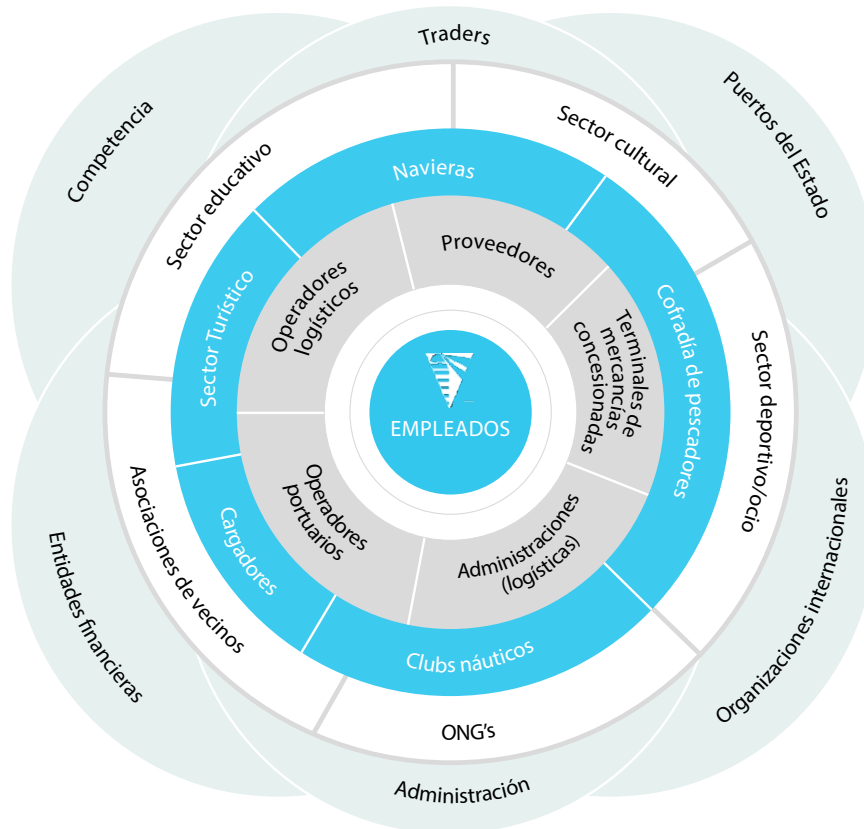 Traders
Competencia
Puertos del Estado
Sector educativo
Sector cultural
Navieras
Proveedores
Operadores
logísticos
Sector Turístico
Terminales de
mercancías
concesionadas
Cofradía de pescadores
Sector deportivo/ocio
EMPLEADOS
Operadores
portuarios
Administraciones
(logísticas)
Cargadores
Clubs náuticos
Asociaciones de vecinos
ONG's
Entidades financieras
Organizaciones internacionales
Administración